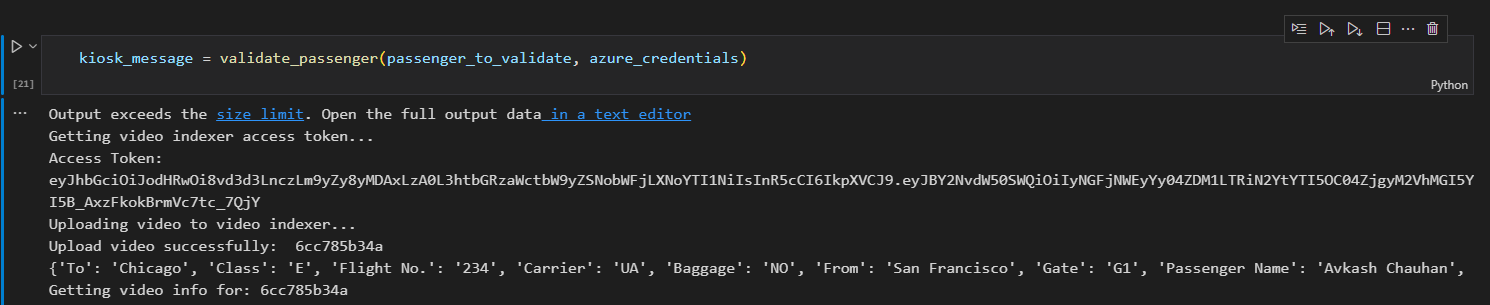 kiosk_message = validate_passenger(passenger_to_validate, azure_credentials)
[21]
Python
Output exceeds the size limit. Open the full output data in a text editor
Getting video indexer access token...
Access Token:
eyJhbGciOiJodHRwOi8vd3d3LnczLm9yZy8yMDAxLzA0L3htbGRzaWctbW9yZSNobWFjLXNoYTI1NiIsInR5cCI6IkpXVCJ9.eyJBY2NvdW50SWQiOiIyNGFjNWEyYy04ZDM1LTRiN2YtYTI5OC04ZjgyM2VhMGI5Y
I5B_AxzFkokBrmVc7tc_7QjY
Uploading video to video indexer...
Upload video successfully:  6cc785b34a
{'To': 'Chicago', 'Class': 'E', 'Flight No.': '234', 'Carrier': 'UA', 'Baggage': 'NO', 'From': 'San Francisco', 'Gate': 'G1', 'Passenger Name': 'Avkash Chauhan',
Getting video info for: 6cc785b34a